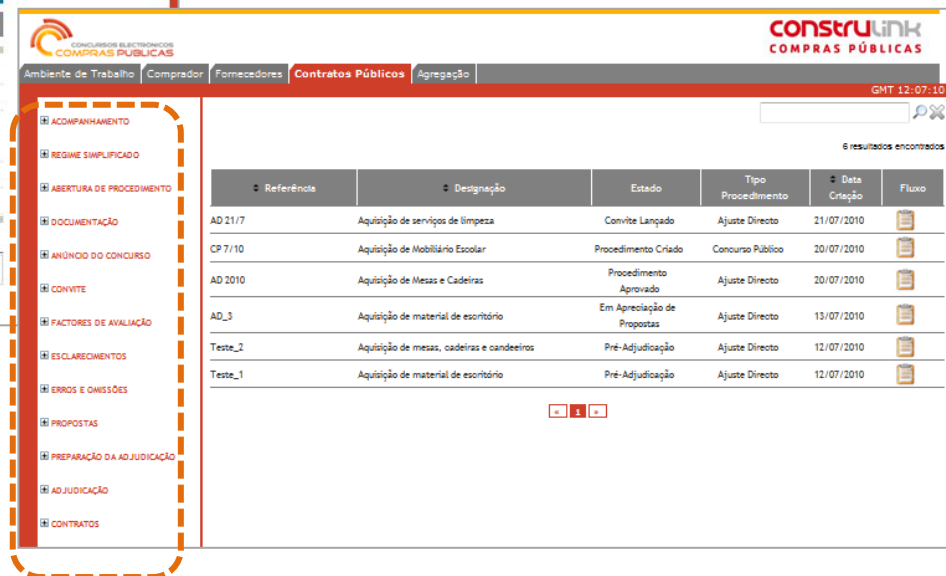 CONCURSOS ELECTRÓNICOS
COMPRAS PÚBLICAS
construlink
COMPRAS PÚBLICAS
Ambiente de Trabalho Comprador Fornecedores Contratos Públicos Agregação
GMT 12:07:10
6 resultados encontrados
ACOMPANHAMENTO
REGIME SIMPLIFICADO
ABERTURA DE PROCEDIMENTO
DOCUMENTAÇÃO
ANÚNCIO DO CONCURSO
CONVITE
FACTORES DE AVALIAÇÃO
ESCLARECIMENTOS
ERROS E OMISSÕES
PROPOSTAS
PREPARAÇÃO DA ADJUDICAÇÃO
ADJUDICAÇÃO
CONTRATOS
Referência Designação Estado Tipo Procedimento Data Criação Fluxo
AD 21/7 Aquisição de serviços de limpeza Convite Lançado Ajuste Directo 21/07/2010
CP 7/10 Aquisição de Mobiliário Escolar Procedimento Criado Concurso Público 20/07/2010
AD 2010 Aquisição de Mesas e Cadeiras Procedimento Aprovado Ajuste Directo 20/07/2010
AD_3 Aquisição de material de escritório Em Apreciação de Propostas Ajuste Directo 13/07/2010
Teste_2 Aquisição de mesas, cadeiras e candeeiros Pré-Adjudicação Ajuste Directo 12/07/2010
Teste_1 Aquisição de material de escritório Pré-Adjudicação Ajuste Directo 12/07/2010
« 1 »